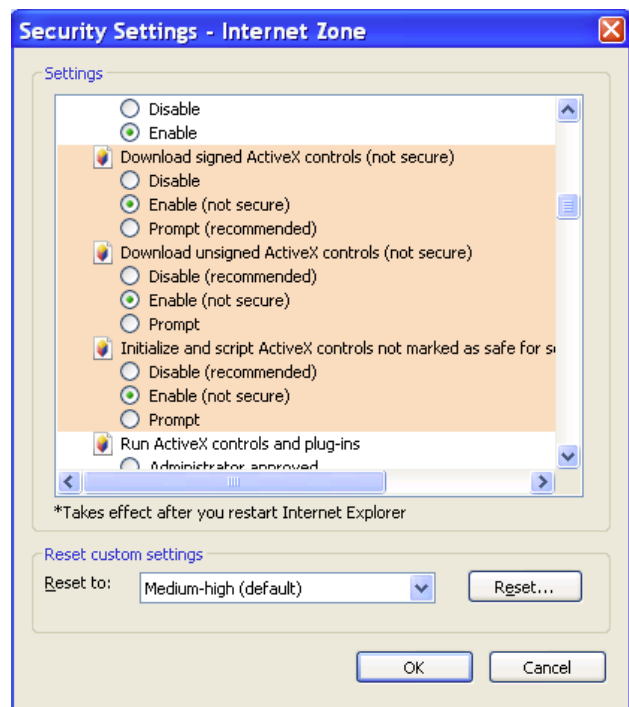 Security Settings - Internet Zone
Settings
Disable
Enable
Download signed ActiveX controls (not secure)
Disable
Enable (not secure)
Prompt (recommended)
Download unsigned ActiveX controls (not secure)
Disable (recommended)
Enable (not secure)
Prompt
Initialize and script ActiveX controls not marked as safe for
Disable (recommended)
Enable (not secure)
Prompt
Run ActiveX controls and plug-ins
Administrator approved
*Takes effect after you restart Internet Explorer
Reset custom settings
Reset to: Medium-high (default) Reset...
OK Cancel